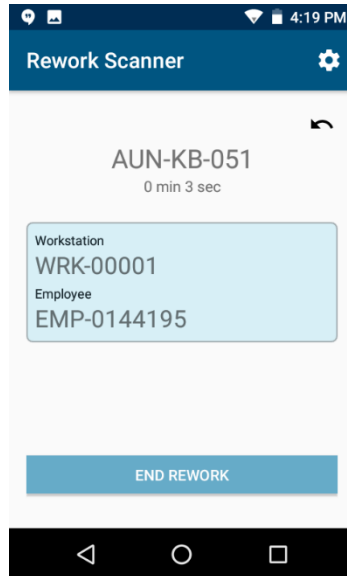 4:19 PM
Rework Scanner
AUN-KB-051
0 min 3 sec
Workstation
WRK-00001
Employee
EMP-0144195
END REWORK